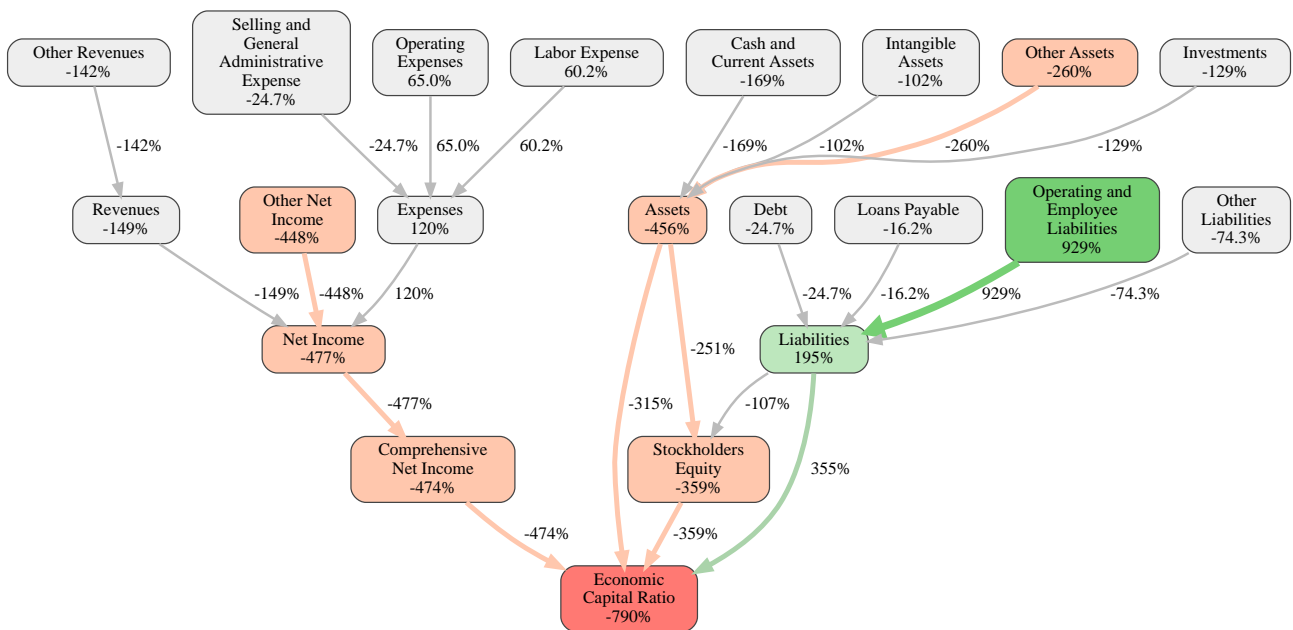 Other Revenues
-142%
Selling and
General
Administrative
Expense
-24.7%
Operating
Expenses
65.0%
Labor Expense
60.2%
Cash and
Current Assets
-169%
Intangible
Assets
-102%
Other Assets
-260%
Investments
-129%
-142%
-24.7%
65.0%
60.2%
-169%
-102%
-260%
-129%
Revenues
-149%
Other Net
Income
-448%
Expenses
120%
Assets
-456%
Debt
-24.7%
Loans Payable
-16.2%
Operating and
Employee
Liabilities
929%
Other
Liabilities
-74.3%
-149%
-448%
120%
-24.7%
-16.2%
929%
-74.3%
Net Income
-477%
-251%
Liabilities
195%
-477%
-315%
-107%
Comprehensive
Net Income
-474%
Stockholders
Equity
-359%
355%
-474%
-359%
Economic
Capital Ratio
-790%